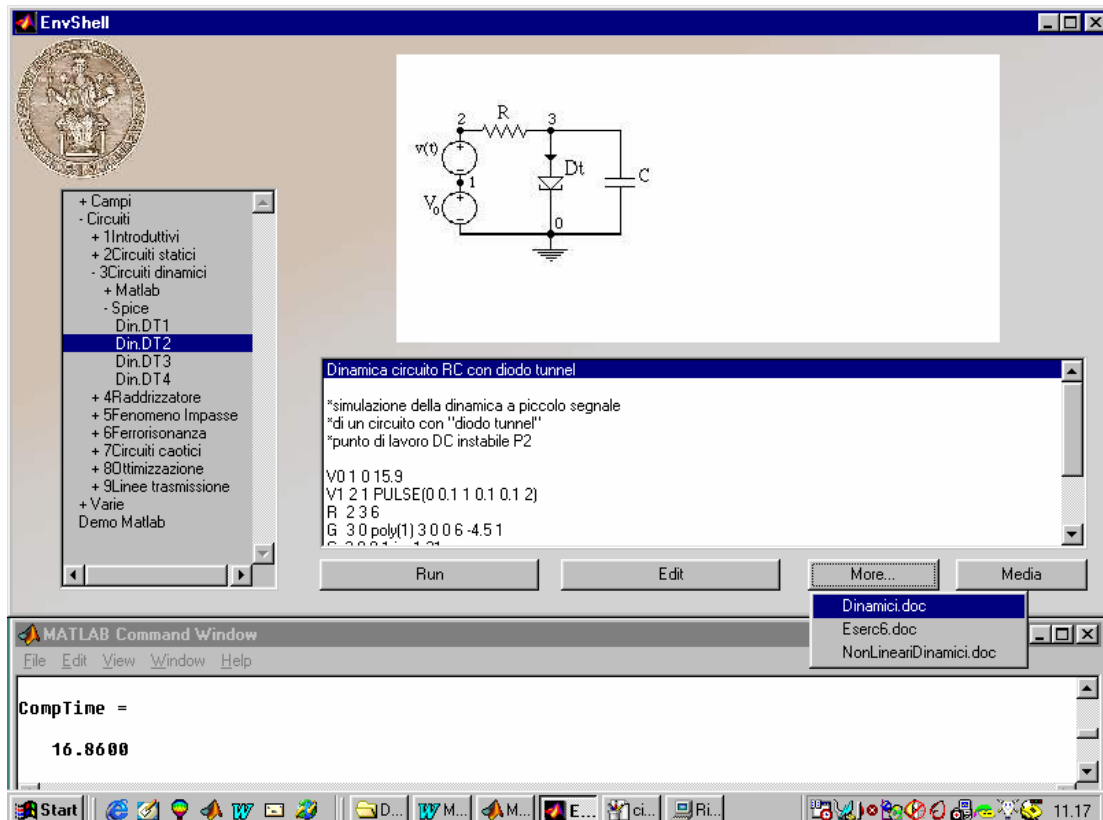 EnvShell
R
2
3
v(t)
Dt
C
1
V0
0
+ Campi
- Circuiti
+ 1Introduttivi
+ 2Circuiti statici
- 3Circuiti dinamici
+ Matlab
- Spice
Din.DT1
Din.DT2
Din.DT3
Din.DT4
+ 4Raddrizzatore
+ 5Fenomeno Impasse
+ 6Ferrorisonanza
+ 7Circuiti caotici
+ 8Ottimizzazione
+ 9Linee trasmissione
+ Varie
Demo Matlab
Dinamica circuito RC con diodo tunnel
*simulazione della dinamica a piccolo segnale
*di un circuito con "diodo tunnel"
*punto di lavoro DC instabile P2
V0 1 0 15.9
V1 2 1 PULSE(0 0.1 1 0.1 0.1 2)
R 2 3 6
G 3 0 poly(1) 3 0 0 6 -4.5 1
Run
Edit
More...
Media
Dinamici.doc
Eserc6.doc
NonLineariDinamici.doc
MATLAB Command Window
File Edit View Window Help
CompTime =
16.8600
Start
D...
M...
M...
E...
ci...
Ri...
11.17